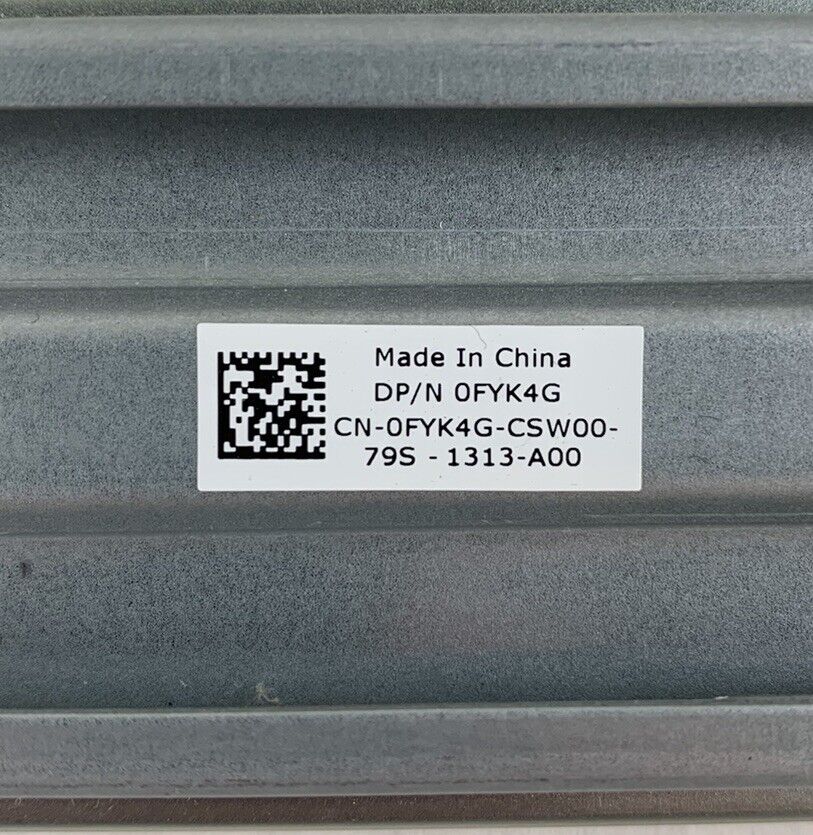 Made In China
DP/N 0FYK4G
CN-0FYK4G-CSW00-
79S - 1313-A00